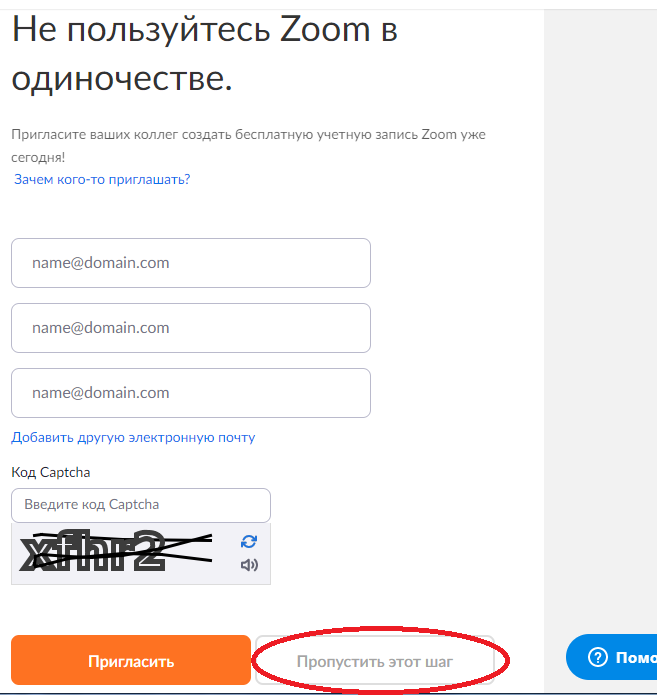 Не пользуйтесь Zoom в
одиночестве.
Пригласите ваших коллег создать бесплатную учетную запись Zoom уже
сегодня!
Зачем кого-то приглашать?
name@domain.com
name@domain.com
name@domain.com
Добавить другую электронную почту
Код Captcha
Введите код Captcha
xfhr2
Пригласить
Пропустить этот шаг
Помо